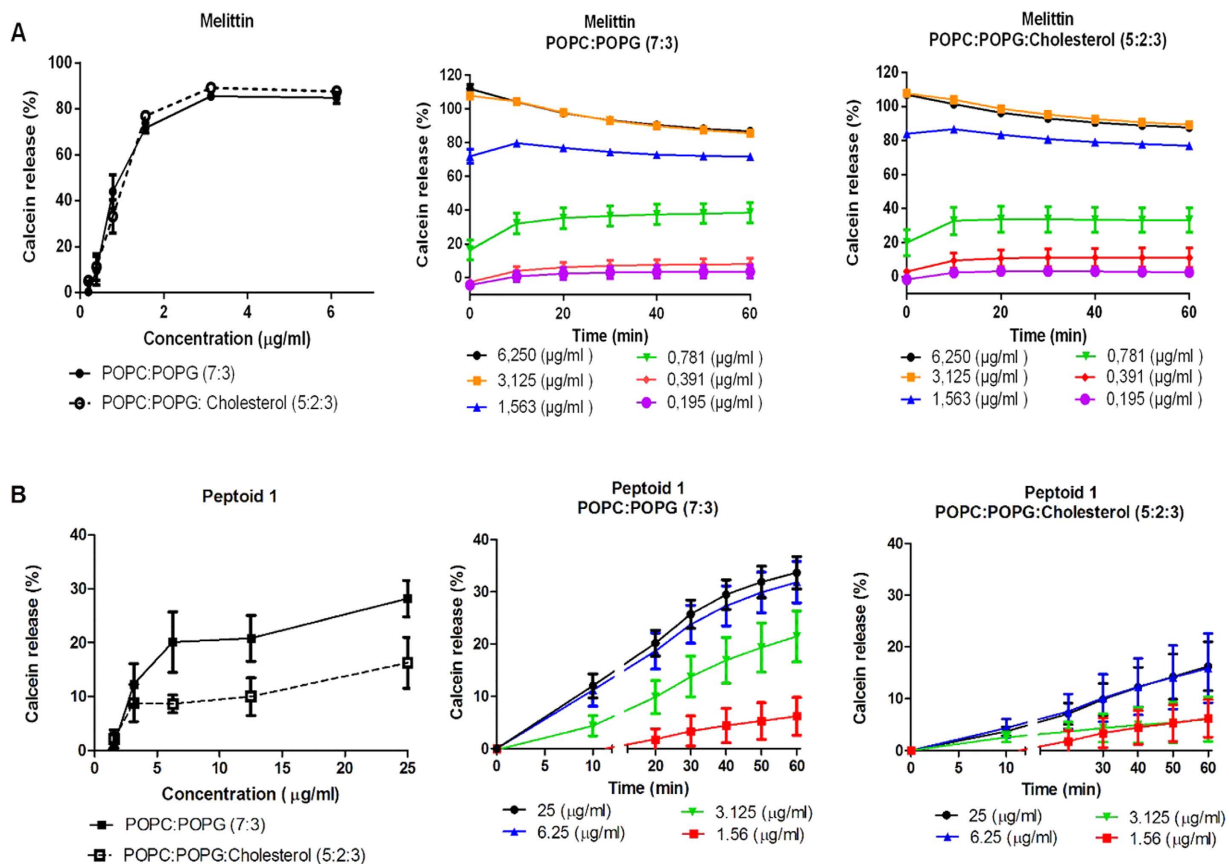 A
Melittin
Calcein release (%)
100
80
60
40
20
0
0 2 4 6
Concentration (μg/ml)
POPC:POPG (7:3)
POPC:POPG: Cholesterol (5:2:3)
Melittin
POPC:POPG (7:3)
Calcein release (%)
120
100
80
60
40
20
0
0 20 40 60
Time (min)
6,250 (μg/ml )
3,125 (μg/ml )
1,563 (μg/ml )
0,781 (μg/ml )
0,391 (μg/ml )
0,195 (μg/ml )
Melittin
POPC:POPG:Cholesterol (5:2:3)
Calcein release (%)
120
100
80
60
40
20
0
0 20 40 60
Time (min)
6,250 (μg/ml )
3,125 (μg/ml )
1,563 (μg/ml )
0,781 (μg/ml )
0,391 (μg/ml )
0,195 (μg/ml )
B
Peptoid 1
Calcein release (%)
40
30
20
10
0
0 5 10 15 20 25
Concentration ( μg/ml)
POPC:POPG (7:3)
POPC:POPG:Cholesterol (5:2:3)
Peptoid 1
POPC:POPG (7:3)
Calcein release (%)
40
30
20
10
0
0 5 10 20 30 40 50 60
Time (min)
25 (μg/ml)
6.25 (μg/ml)
3.125 (μg/ml)
1.56 (μg/ml)
Peptoid 1
POPC:POPG:Cholesterol (5:2:3)
Calcein release (%)
40
30
20
10
0
0 5 10 30 40 50 60
Time (min)
25 (μg/ml)
6.25 (μg/ml)
3.125 (μg/ml)
1.56 (μg/ml)